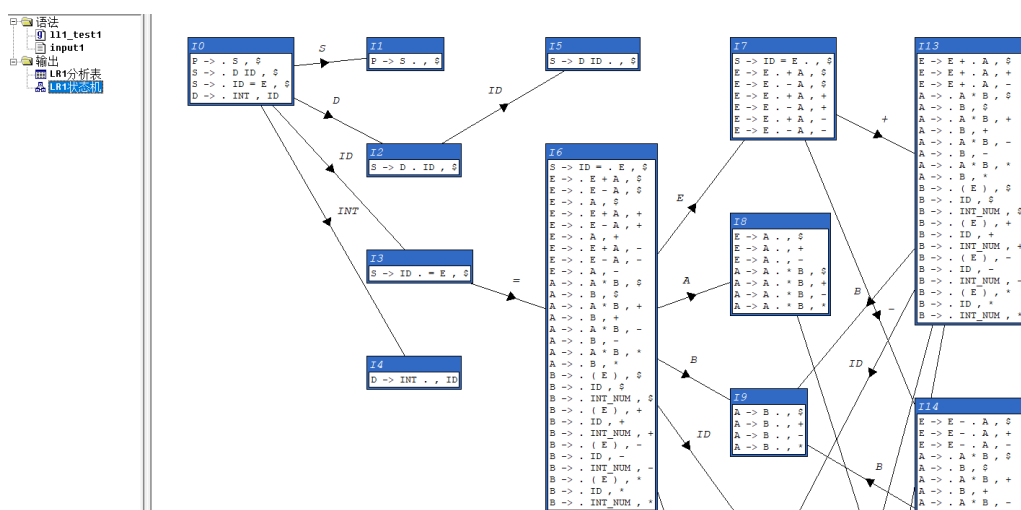 语法
ll1_test1
input1
输出
LR1分析表
LR1状态机
I0
P -> . S , $
S -> . D ID , $
S -> . ID = E , $
D -> . INT , ID
S
D
ID
INT
I1
P -> S . , $
I2
S -> D . ID , $
ID
I3
S -> ID . = E , $
=
I4
D -> INT . , ID
I5
S -> D ID . , $
I6
S -> ID = . E , $
E -> . E + A , $
E -> . E - A , $
E -> . A , $
E -> . E + A , +
E -> . E - A , +
E -> . A , +
E -> . E + A , -
E -> . E - A , -
E -> . A , -
A -> . A * B , $
A -> . B , $
A -> . A * B , +
A -> . B , +
A -> . A * B , -
A -> . B , -
A -> . A * B , *
A -> . B , *
B -> . ( E ) , $
B -> . ID , $
B -> . INT_NUM , $
B -> . ( E ) , +
B -> . ID , +
B -> . INT_NUM , +
B -> . ( E ) , -
B -> . ID , -
B -> . INT_NUM , -
B -> . ( E ) , *
B -> . ID , *
B -> . INT_NUM , *
E
A
B
ID
I7
S -> ID = E . , $
E -> E . + A , $
E -> E . - A , $
E -> E . + A , +
E -> E . - A , +
E -> E . + A , -
E -> E . - A , -
+
-
I8
E -> A . , $
E -> A . , +
E -> A . , -
A -> A . * B , $
A -> A . * B , +
A -> A . * B , -
A -> A . * B , *
I9
A -> B . , $
A -> B . , +
A -> B . , -
A -> B . , *
B
ID
B
I13
E -> E + . A , $
E -> E + . A , +
E -> E + . A , -
A -> . A * B , $
A -> . B , $
A -> . A * B , +
A -> . B , +
A -> . A * B , -
A -> . B , -
A -> . A * B , *
A -> . B , *
B -> . ( E ) , $
B -> . ID , $
B -> . INT_NUM , $
B -> . ( E ) , +
B -> . ID , +
B -> . INT_NUM , +
B -> . ( E ) , -
B -> . ID , -
B -> . INT_NUM , -
B -> . ( E ) , *
B -> . ID , *
B -> . INT_NUM , *
I14
E -> E - . A , $
E -> E - . A , +
E -> E - . A , -
A -> . A * B , $
A -> . B , $
A -> . A * B , +
A -> . B , +
A -> . A * B , -